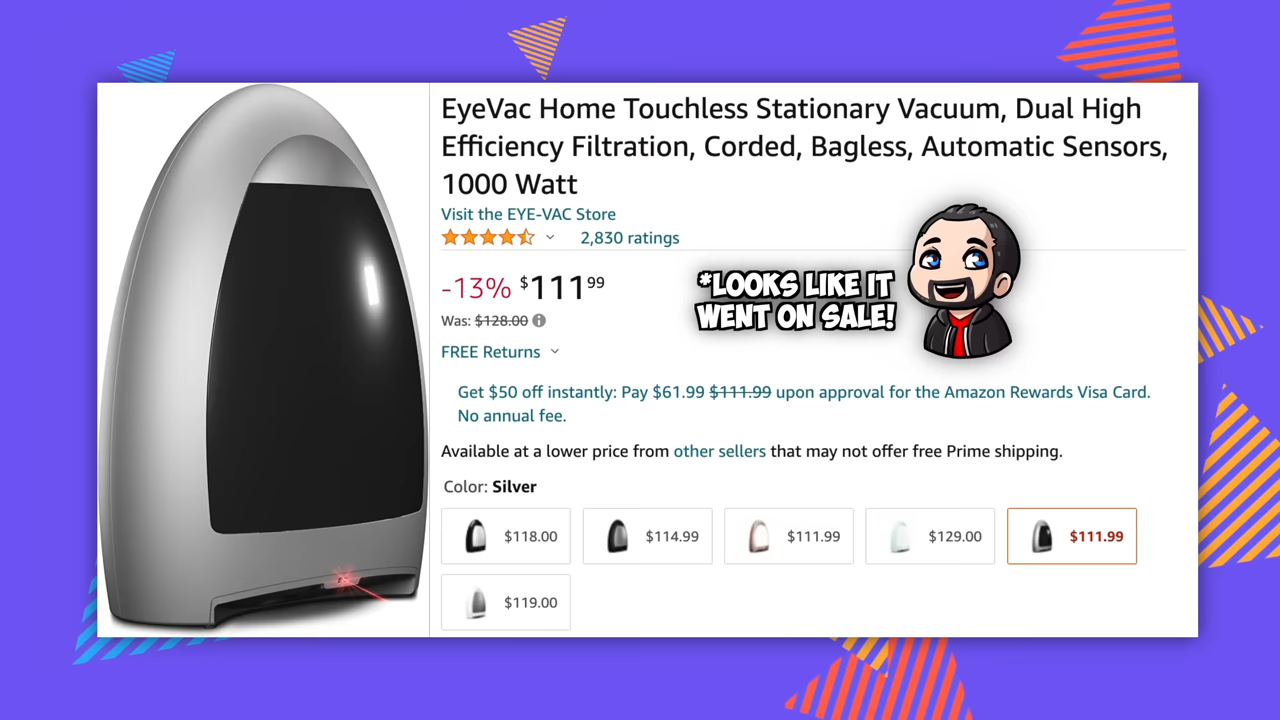 EyeVac Home Touchless Stationary Vacuum, Dual High
Efficiency Filtration, Corded, Bagless, Automatic Sensors,
1000 Watt
Visit the EYE-VAC Store
2,830 ratings
-13% $111 99
Was: $128.00
FREE Returns
*LOOKS LIKE IT
WENT ON SALE!
Get $50 off instantly: Pay $61.99 $111.99 upon approval for the Amazon Rewards Visa Card.
No annual fee.
Available at a lower price from other sellers that may not offer free Prime shipping.
Color: Silver
$118.00
$114.99
$111.99
$129.00
$111.99
$119.00